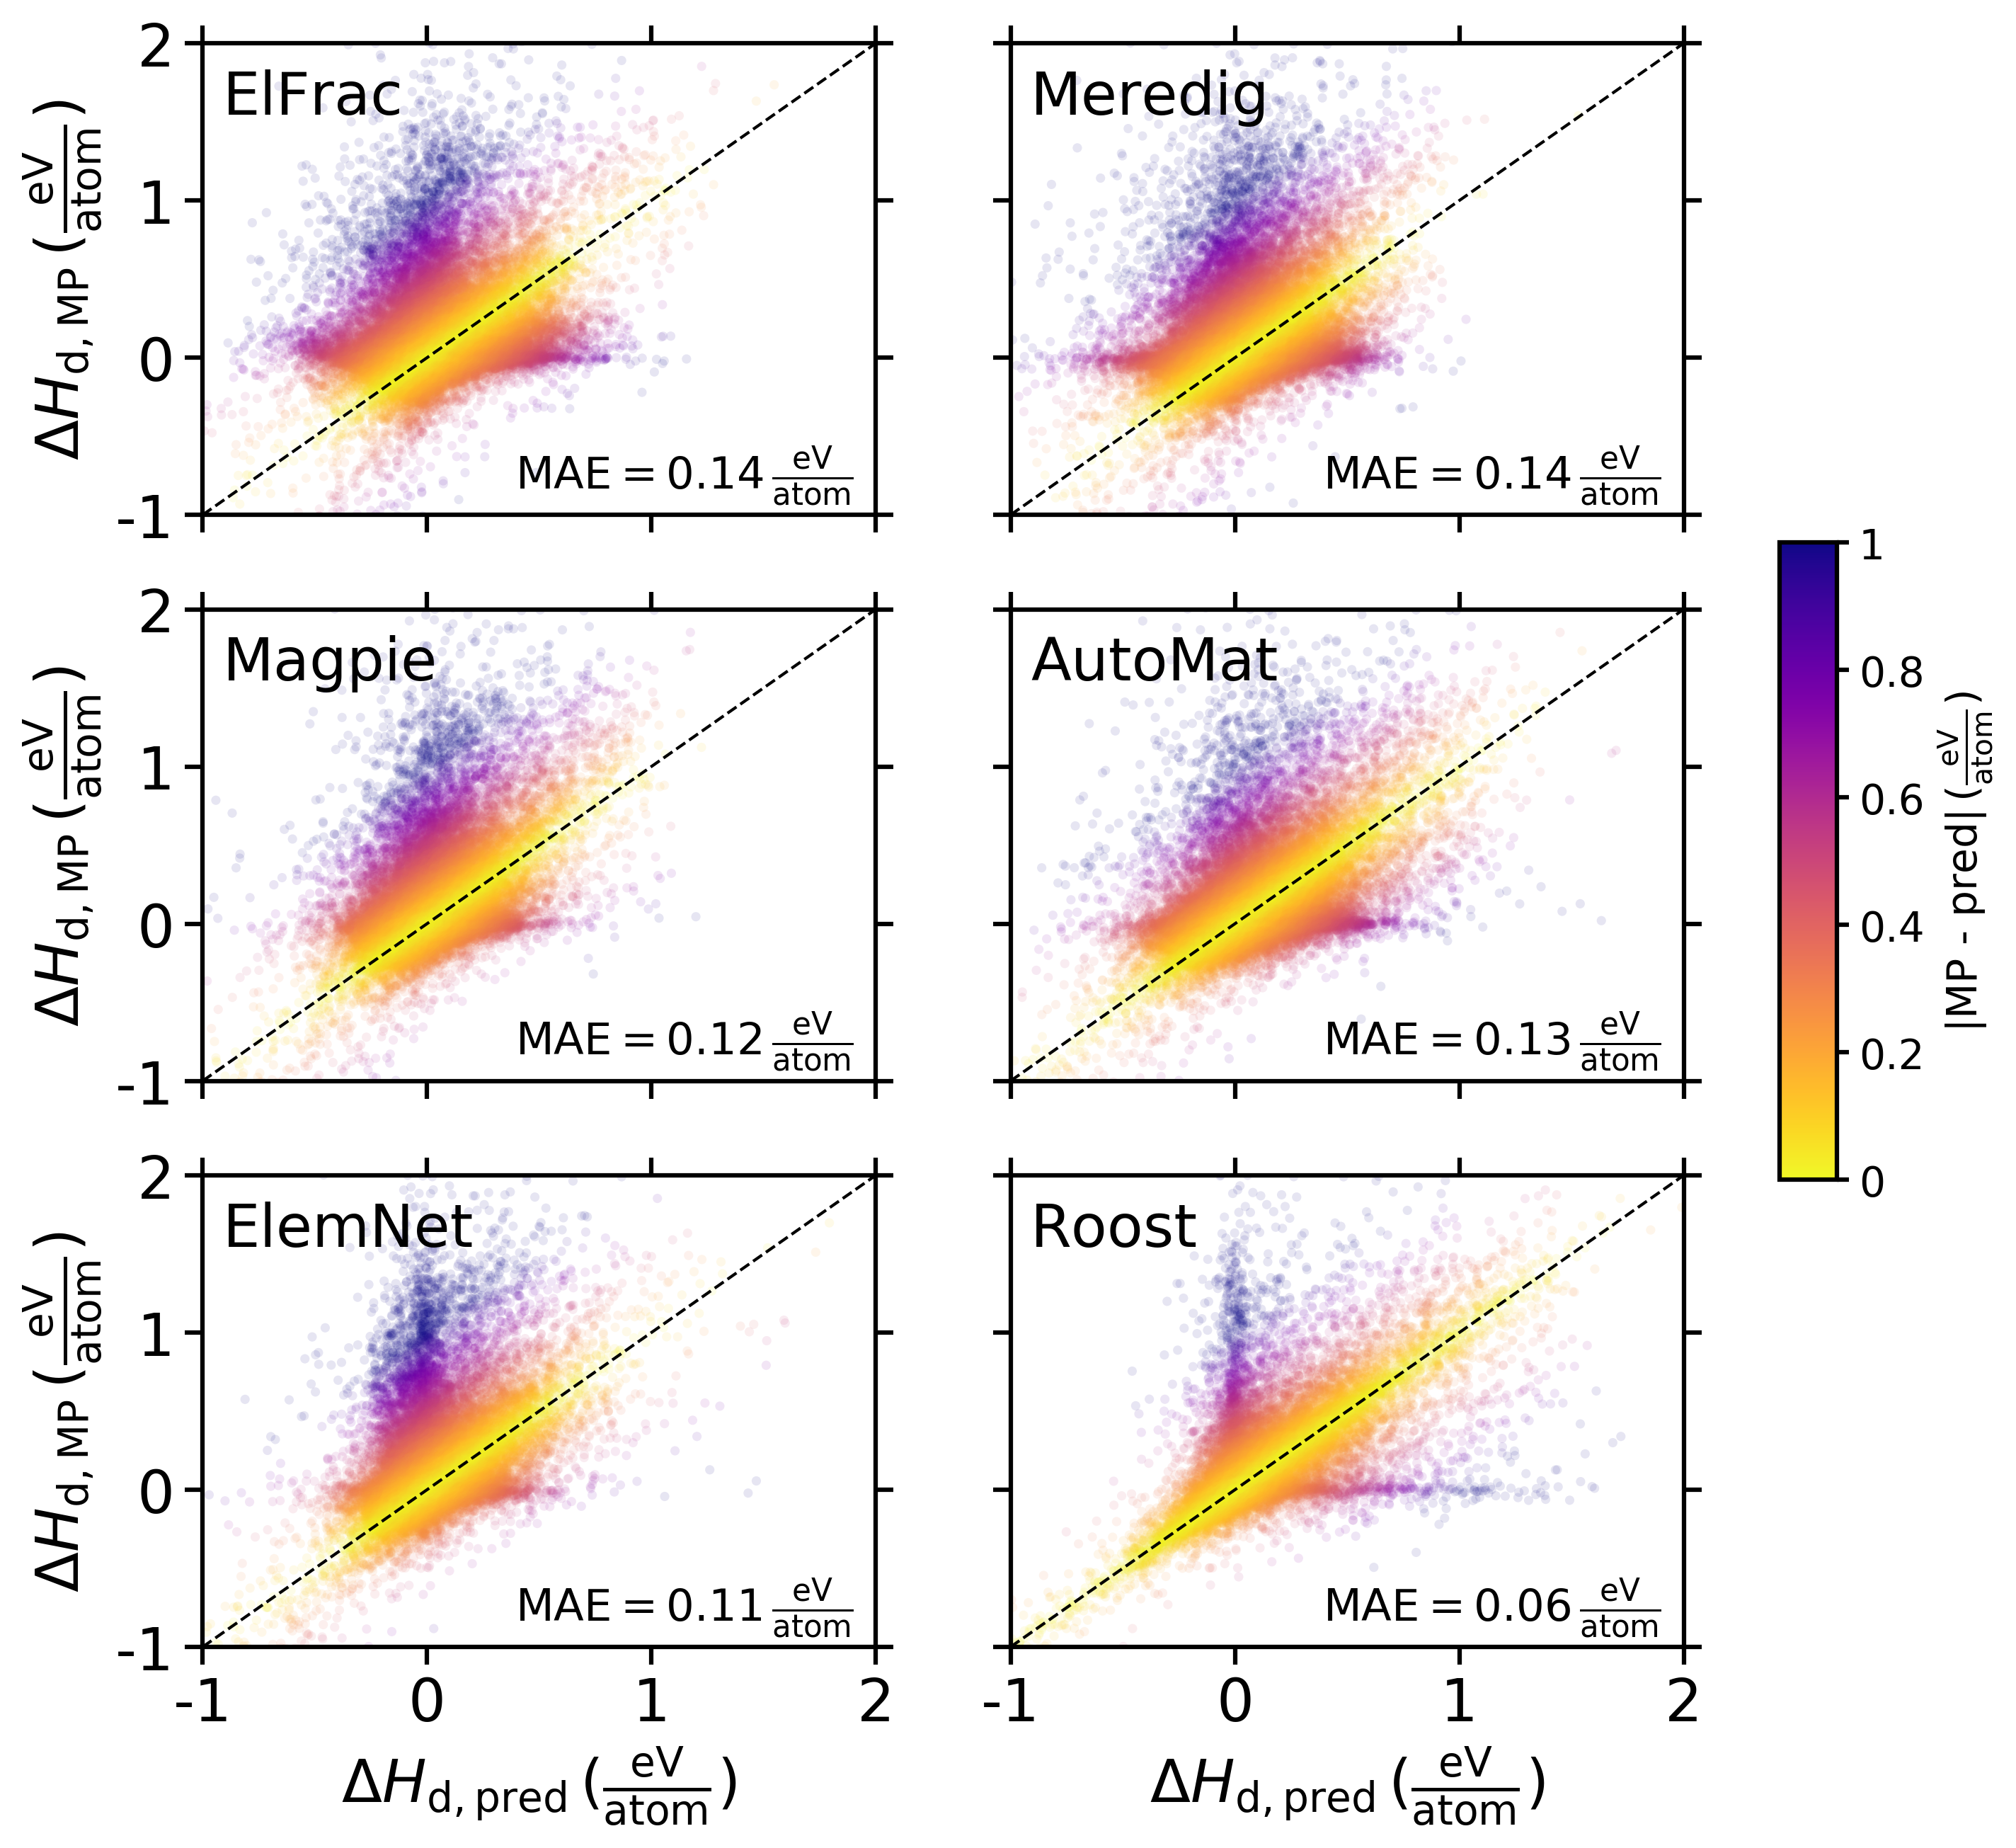 2
1
0
-1
ΔH_d, MP (eV/atom)
ElFrac
MAE = 0.14 eV/atom
Meredig
MAE = 0.14 eV/atom
2
1
0
-1
ΔH_d, MP (eV/atom)
Magpie
MAE = 0.12 eV/atom
AutoMat
MAE = 0.13 eV/atom
2
1
0
-1
ΔH_d, MP (eV/atom)
ElemNet
MAE = 0.11 eV/atom
Roost
MAE = 0.06 eV/atom
-1 0 1 2
-1 0 1 2
ΔH_d, pred (eV/atom)
ΔH_d, pred (eV/atom)
1
0.8
0.6
0.4
0.2
0
|MP - pred| (eV/atom)